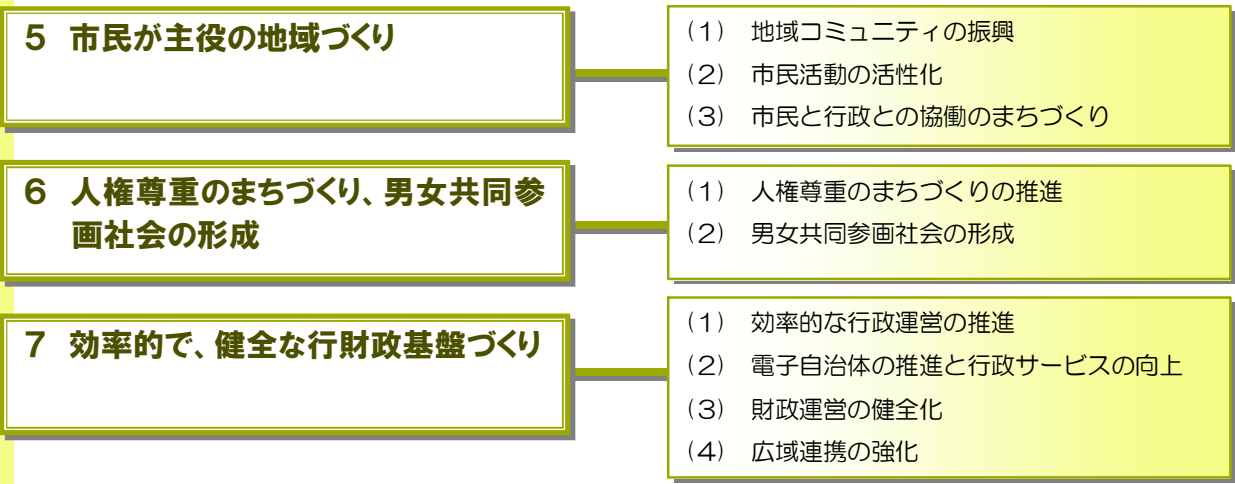 5 市民が主役の地域づくり
(1) 地域コミュニティの振興
(2) 市民活動の活性化
(3) 市民と行政との協働のまちづくり
6 人権尊重のまちづくり、男女共同参
画社会の形成
(1) 人権尊重のまちづくりの推進
(2) 男女共同参画社会の形成
7 効率的で、健全な行財政基盤づくり
(1) 効率的な行政運営の推進
(2) 電子自治体の推進と行政サービスの向上
(3) 財政運営の健全化
(4) 広域連携の強化